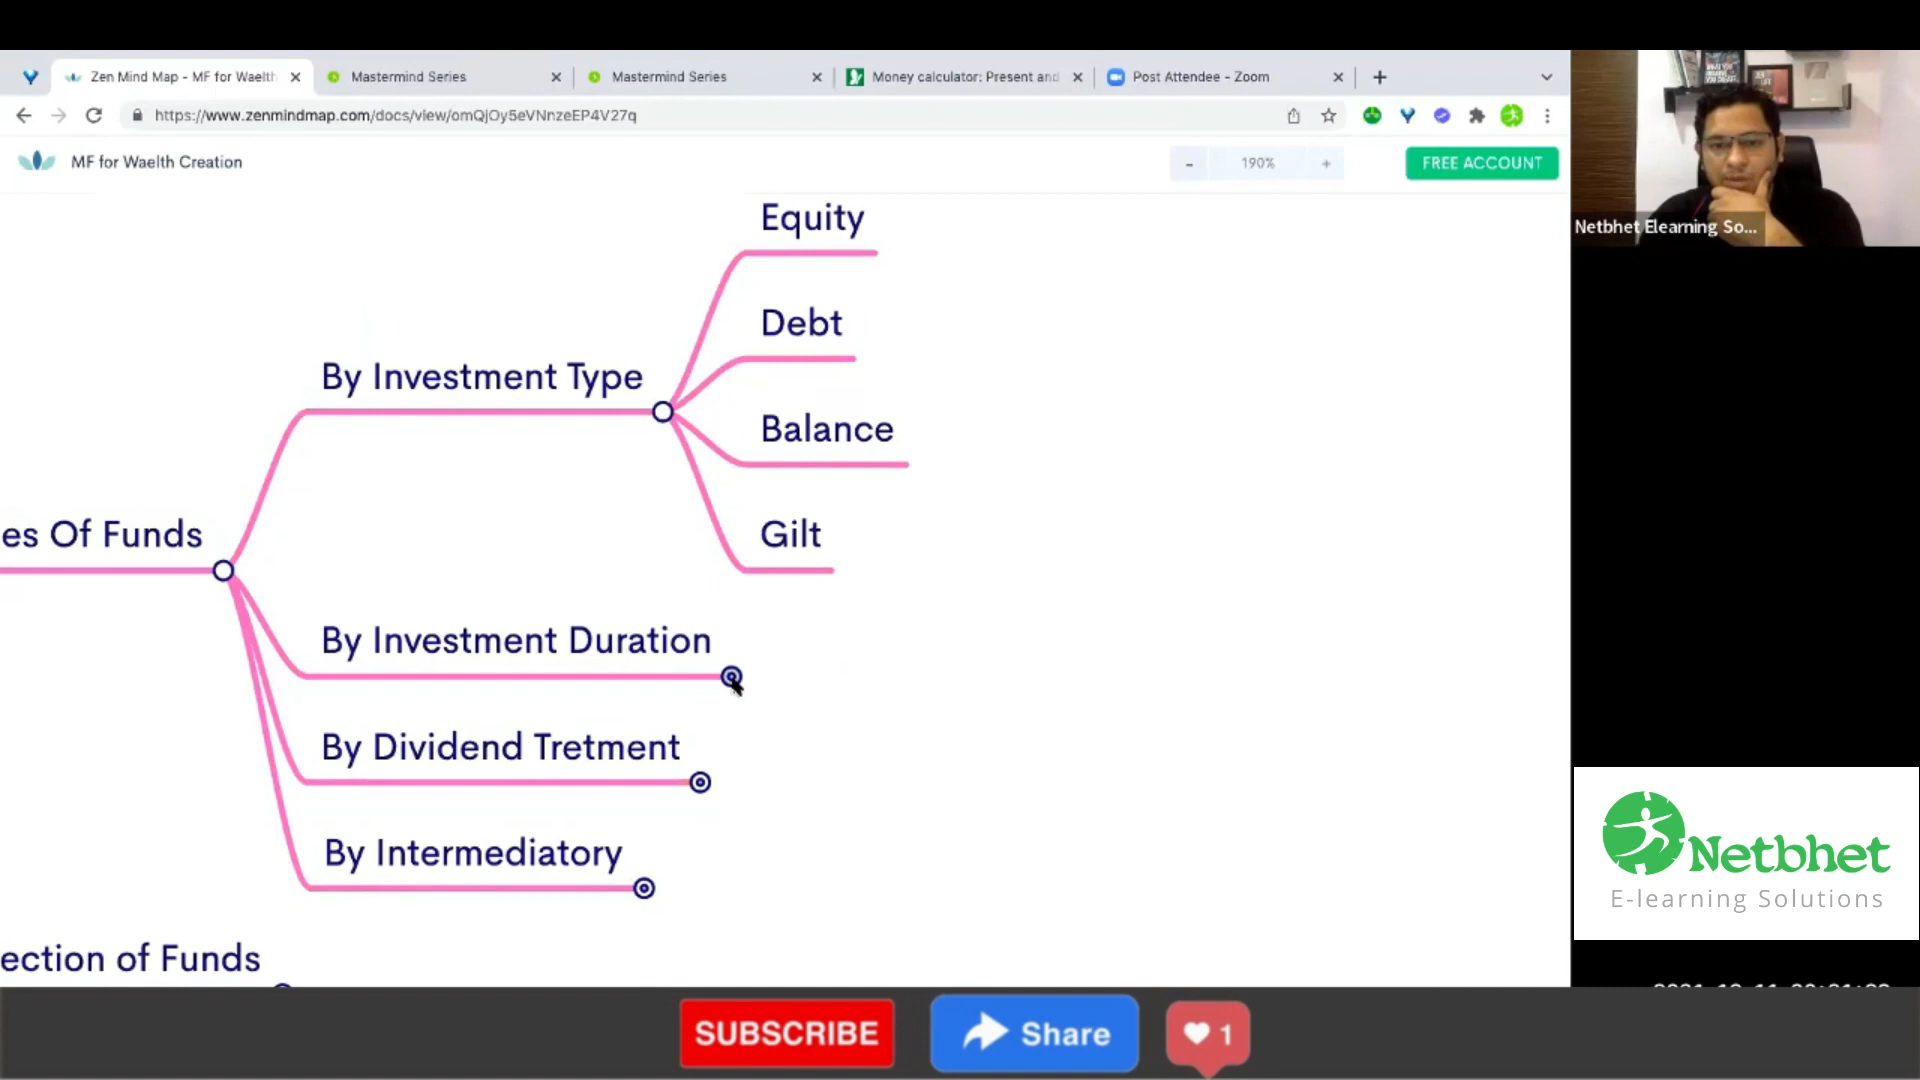 Zen Mind Map - MF for Waelth
Mastermind Series
Mastermind Series
Money calculator: Present and
Post Attendee - Zoom
https://www.zenmindmap.com/docs/view/omQjOy5eVNnzeEP4V27q
MF for Waelth Creation
- 190% +
FREE ACCOUNT
Netbhet Elearning So...
Equity
Debt
By Investment Type
Balance
es Of Funds
Gilt
By Investment Duration
By Dividend Tretment
By Intermediatory
ection of Funds
Netbhet
E-learning Solutions
SUBSCRIBE
Share
1